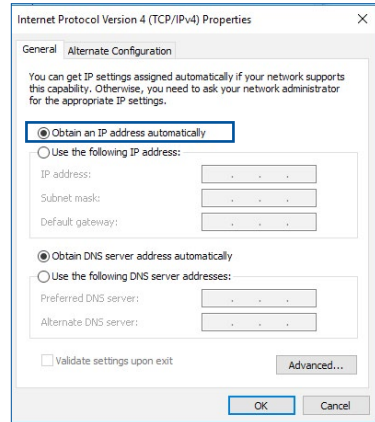 Internet Protocol Version 4 (TCP/IPv4) Properties
General
Alternate Configuration
You can get IP settings assigned automatically if your network supports
this capability. Otherwise, you need to ask your network administrator
for the appropriate IP settings.
Obtain an IP address automatically
Use the following IP address:
IP address:
Subnet mask:
Default gateway:
Obtain DNS server address automatically
Use the following DNS server addresses:
Preferred DNS server:
Alternate DNS server:
Validate settings upon exit
Advanced...
OK
Cancel